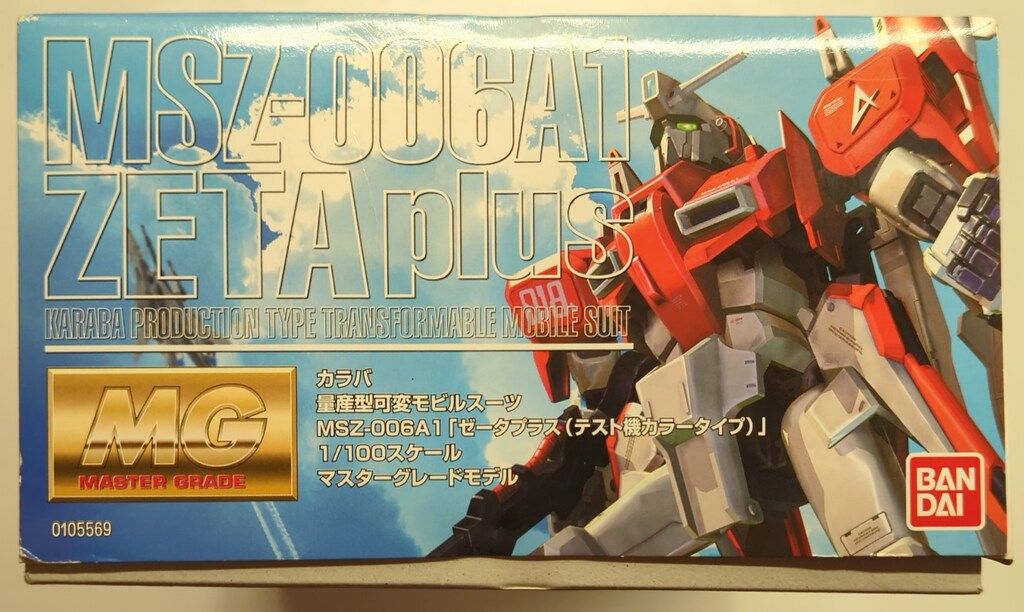 MSZ-006A1
ZETA plus
KARABA PRODUCTION TYPE TRANSFORMABLE MOBILE SUIT
MG
MASTER GRADE
カラバ
量産型可変モビルスーツ
MSZ-006A1「ゼータプラス（テスト機カラータイプ）」
1/100スケール
マスターグレードモデル
0105569
BAN
DAI